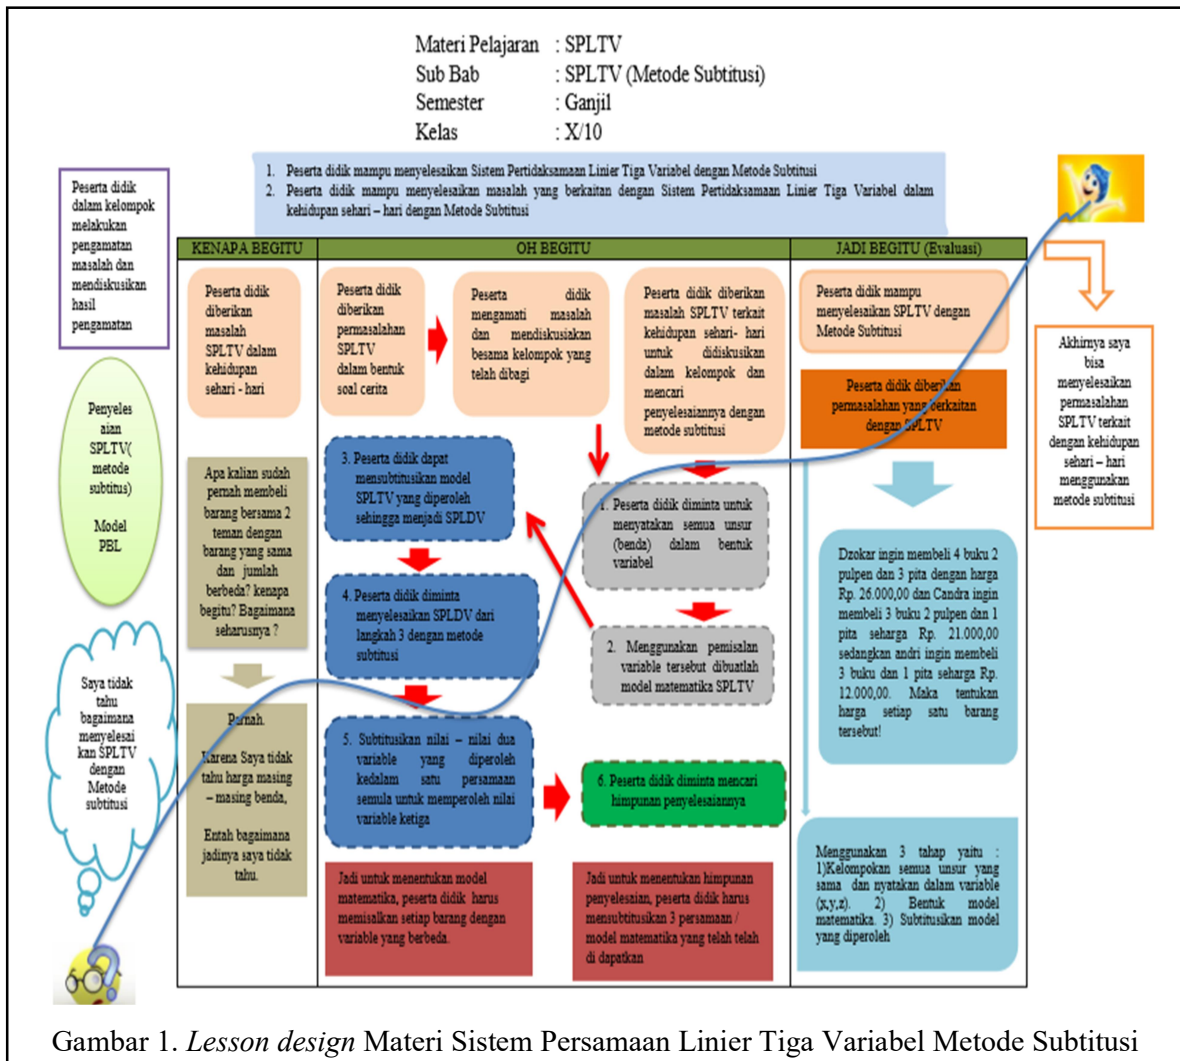 Materi Pelajaran : SPLTV
Sub Bab : SPLTV (Metode Subtitusi)
Semester : Ganjil
Kelas : X/10
1. Peserta didik mampu menyelesaikan Sistem Pertidaksamaan Linier Tiga Variabel dengan Metode Subtitusi
2. Peserta didik mampu menyelesaikan masalah yang berkaitan dengan Sistem Pertidaksamaan Linier Tiga Variabel dalam
kehidupan sehari – hari dengan Metode Subtitusi
Peserta didik
dalam kelompok
melakukan
pengamatan
masalah dan
mendiskusikan
hasil
pengamatan
Penyeles
aian
SPLTV(
metode
subtitus)
Model
PBL
Saya tidak
tahu
bagaimana
menyelesai
kan SPLTV
dengan
Metode
subtitusi
KENAPA BEGITU
Peserta didik
diberikan
masalah
SPLTV dalam
kehidupan
sehari - hari
Apa kalian sudah
pernah membeli
barang bersama 2
teman dengan
barang yang sama
dan jumlah
berbeda? kenapa
begitu? Bagaimana
seharusnya ?
Pernah.
Karena Saya tidak
tahu harga masing
– masing benda,
Entah bagaimana
jadinya saya tidak
tahu.
OH BEGITU
Peserta didik
diberikan
permasalahan
SPLTV
dalam bentuk
soal cerita
Peserta didik
mengamati masalah
dan mendiskusiakan
besama kelompok yang
telah dibagi
Peserta didik diberikan
masalah SPLTV terkait
kehidupan sehari- hari
untuk didiskusikan
dalam kelompok dan
mencari
penyelesaiannya dengan
metode subtitusi
1. Peserta didik diminta untuk
menyatakan semua unsur
(benda) dalam bentuk
variabel
2. Menggunakan pemisalan
variable tersebut dibuatlah
model matematika SPLTV
3. Peserta didik dapat
mensubtitusikan model
SPLTV yang diperoleh
sehingga menjadi SPLDV
4. Peserta didik diminta
menyelesaikan SPLDV dari
langkah 3 dengan metode
subtitusi
5. Subtitusikan nilai – nilai dua
variable yang diperoleh
kedalam satu persamaan
semula untuk memperoleh nilai
variable ketiga
6. Peserta didik diminta mencari
himpunan penyelesaiannya
Jadi untuk menentukan model
matematika, peserta didik harus
memisalkan setiap barang dengan
variable yang berbeda.
Jadi untuk menentukan himpunan
penyelesaian, peserta didik harus
mensubtitusikan 3 persamaan /
model matematika yang telah telah
di dapatkan
JADI BEGITU (Evaluasi)
Peserta didik mampu
menyelesaikan SPLTV dengan
Metode Subtitusi
Peserta didik diberikan
permasalahan yang berkaitan
dengan SPLTV
Dzokar ingin membeli 4 buku 2
pulpen dan 3 pita dengan harga
Rp. 26.000,00 dan Candra ingin
membeli 3 buku 2 pulpen dan 1
pita seharga Rp. 21.000,00
sedangkan andri ingin membeli
3 buku dan 1 pita seharga Rp.
12.000,00. Maka tentukan
harga setiap satu barang
tersebut!
Menggunakan 3 tahap yaitu :
1)Kelompokan semua unsur yang
sama dan nyatakan dalam variable
(x,y,z). 2) Bentuk model
matematika. 3) Subtitusikan model
yang diperoleh
Akhirnya saya
bisa
menyelesaikan
permasalahan
SPLTV terkait
dengan kehidupan
sehari – hari
menggunakan
metode subtitusi
Gambar 1. Lesson design Materi Sistem Persamaan Linier Tiga Variabel Metode Subtitusi